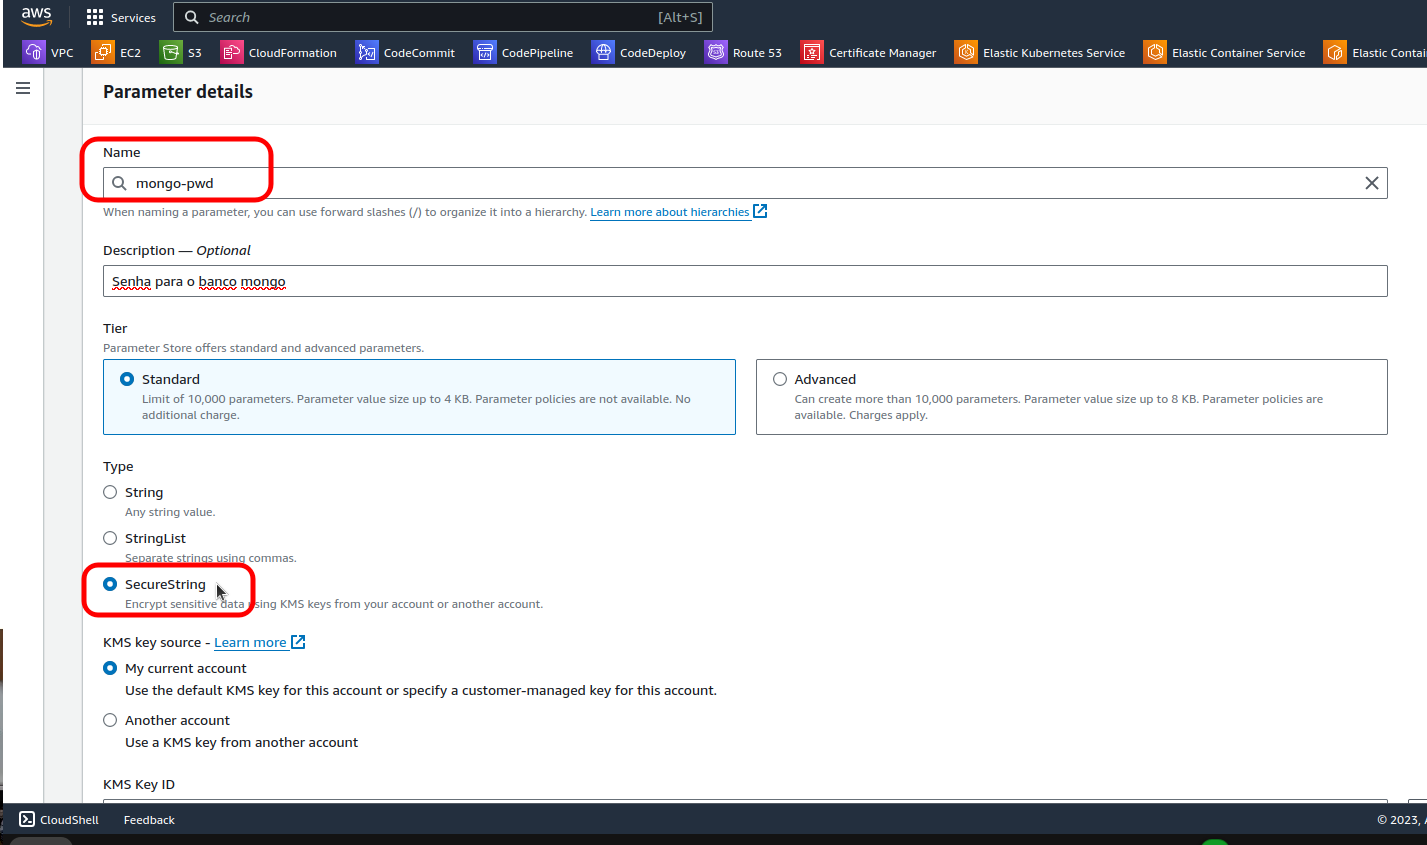 aws Services Search [Alt+S]
VPC EC2 S3 CloudFormation CodeCommit CodePipeline CodeDeploy Route 53 Certificate Manager Elastic Kubernetes Service Elastic Container Service Elastic Contai
Parameter details
Name
mongo-pwd
When naming a parameter, you can use forward slashes (/) to organize it into a hierarchy. Learn more about hierarchies
Description — Optional
Senha para o banco mongo
Tier
Parameter Store offers standard and advanced parameters.
Standard
Limit of 10,000 parameters. Parameter value size up to 4 KB. Parameter policies are not available. No
additional charge.
Advanced
Can create more than 10,000 parameters. Parameter value size up to 8 KB. Parameter policies are
available. Charges apply.
Type
String
Any string value.
StringList
Separate strings using commas.
SecureString
Encrypt sensitive data using KMS keys from your account or another account.
KMS key source - Learn more
My current account
Use the default KMS key for this account or specify a customer-managed key for this account.
Another account
Use a KMS key from another account
KMS Key ID
CloudShell Feedback © 2023,